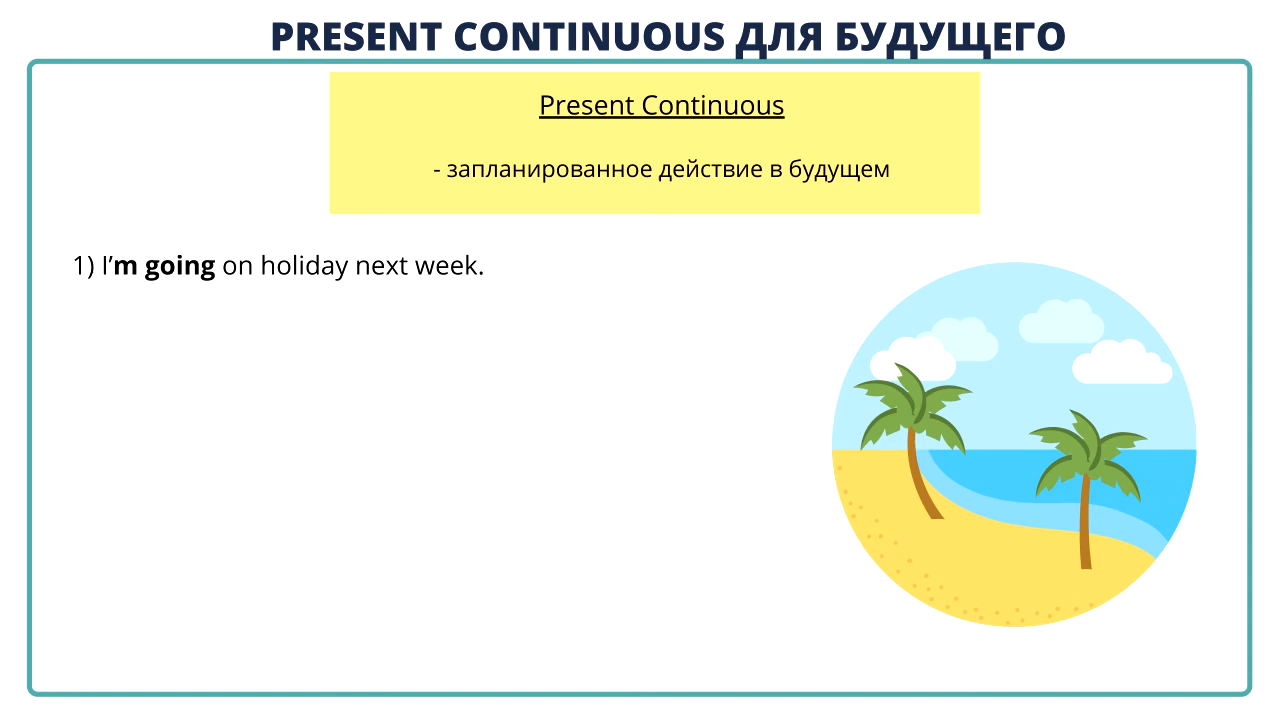 PRESENT CONTINUOUS ДЛЯ БУДУЩЕГО
Present Continuous
- запланированное действие в будущем
1) I’m going on holiday next week.